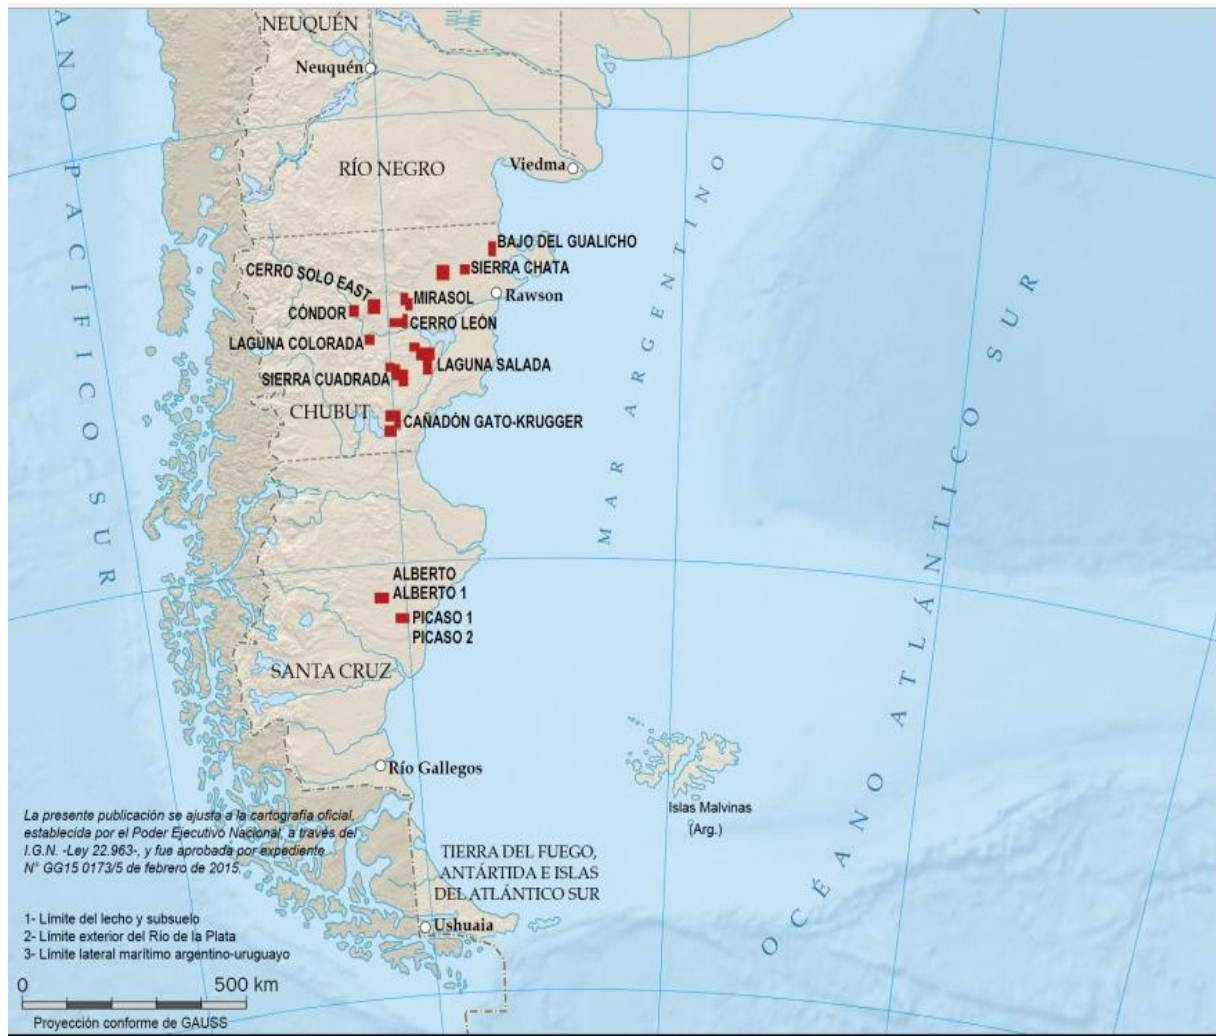 NEUQUÉN
Neuquén
ANO PACÍFICO SUR
RÍO NEGRO
Viedma
MAR ARGENTINO
OCÉANO ATLÁNTICO SUR
BAJO DEL GUALICHO
SIERRA CHATA
CERRO SOLO EAST
MIRASOL
Rawson
CÓNDOR
CERRO LEÓN
LAGUNA COLORADA
LAGUNA SALADA
SIERRA CUADRADA
CHUBUT
CAÑADÓN GATO-KRUGGER
ALBERTO
ALBERTO 1
PICASO 1
PICASO 2
SANTA CRUZ
Río Gallegos
Islas Malvinas
(Arg.)
La presente publicación se ajusta a la cartografía oficial,
establecida por el Poder Ejecutivo Nacional, a través del
I.G.N. -Ley 22.963-, y fue aprobada por expediente
N° GG15 0173/5 de febrero de 2015.
TIERRA DEL FUEGO,
ANTÁRTIDA E ISLAS
DEL ATLÁNTICO SUR
Ushuaia
1- Límite del lecho y subsuelo
2- Límite exterior del Río de la Plata
3- Límite lateral marítimo argentino-uruguayo
0 500 km
Proyección conforme de GAUSS